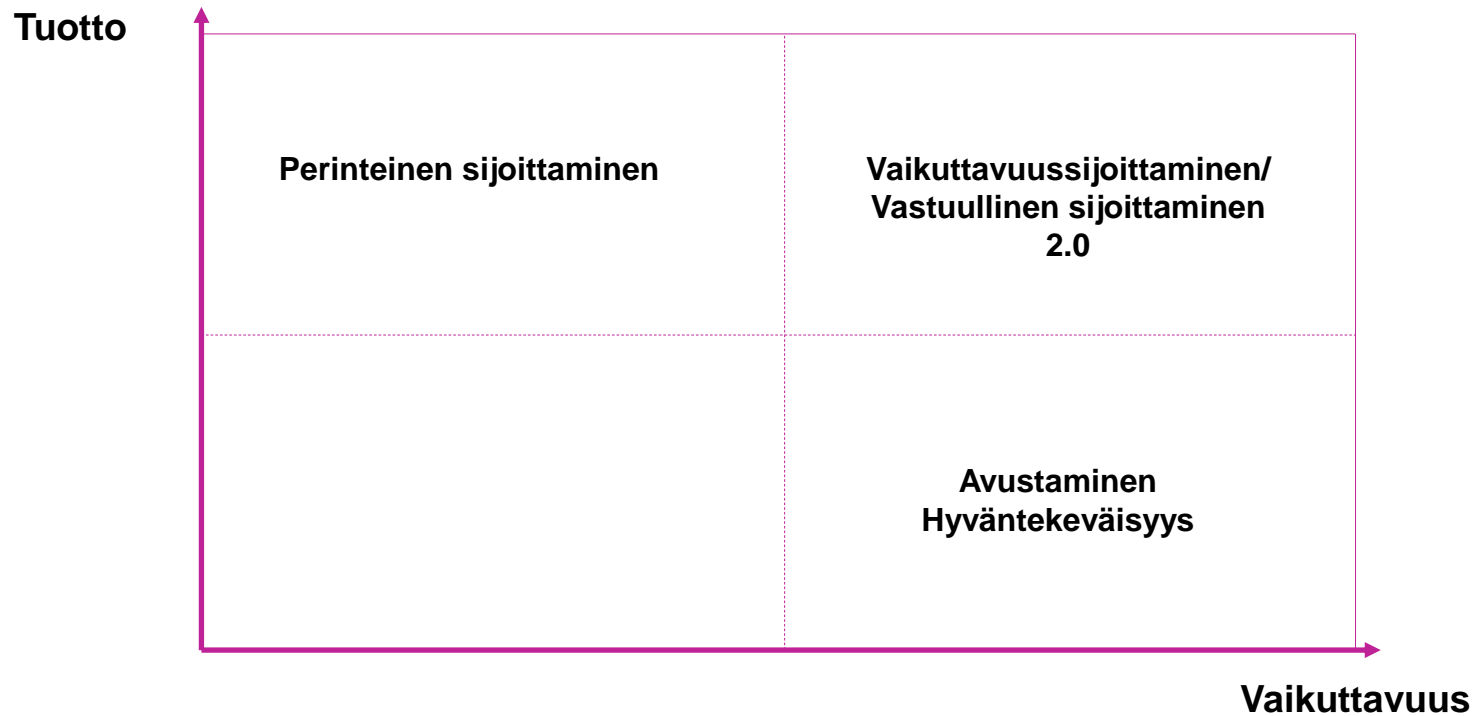 Tuotto
Perinteinen sijoittaminen
Vaikuttavuussijoittaminen/
Vastuullinen sijoittaminen
2.0
Avustaminen
Hyväntekeväisyys
Vaikuttavuus